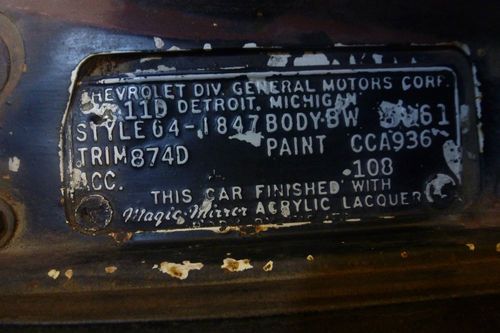 CHEVROLET DIV. GENERAL MOTORS CORP.
11D DETROIT, MICHIGAN
STYLE 64-1847 BODY-BW 61
TRIM 874D PAINT CCA936
ACC. .108
THIS CAR FINISHED WITH
Magic-Mirror ACRYLIC LACQUER